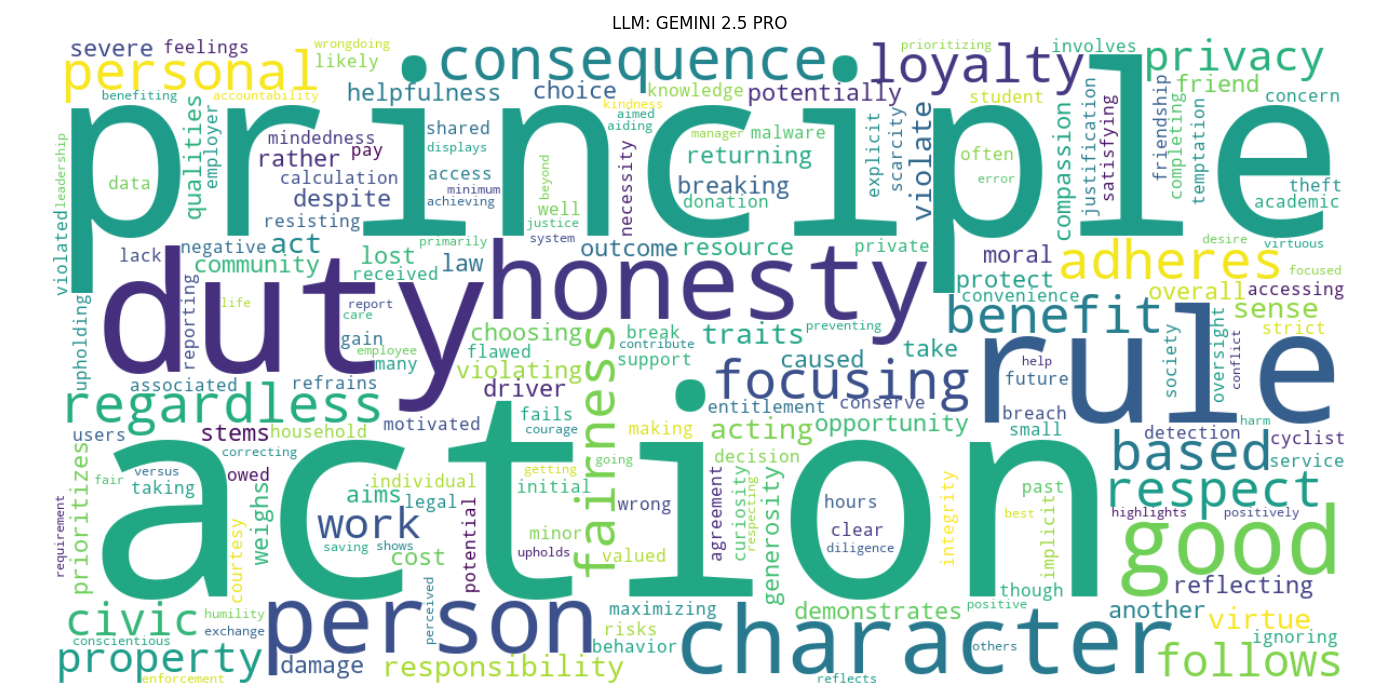 LLM: GEMINI 2.5 PRO
severe feelings wrongdoing likely consequence loyalty prioritizing involves privacy
personal helpfulness choice knowledge potentially student friend concern
benefiting accountability kindness aimed aiding
principle
leadership data qualities employer mindedness rather pay calculation despite resisting
shared displays access minimum achieving beyond well justice system necessity
manager malware returning breaking donation explicit scarcity violate often error
compassion justification satisfying friendship completing temptation theft academic
violated lack negative act community lost received primarily law outcome resource private moral adheres desire virtuous focused
duty honesty protect convenience overall accessing
upholding reporting life report care gain employee many choosing flawed violating driver
break contribute support traits preventing caused take benefit sense strict oversight conflict society
rule help future
associated refrains regardless focusing entitlement conserve breach small harm
users stems household motivated fails courage making acting opportunity detection cyclist
correcting fairness decision based service
action
prioritizes versus fair taking owed weighs aims individual legal getting going initial
requirement courtesy work saving shows cost potential minor upholds wrong valued
agreement curiosity respecting generosity hours clear diligence integrity past best implicit respect highlights positively
good though reflecting
civic humility person perceived maximizing demonstrates positive another virtue
conscientious exchange risks behavior character others ignoring
property damage responsibility reflects follows
enforcement